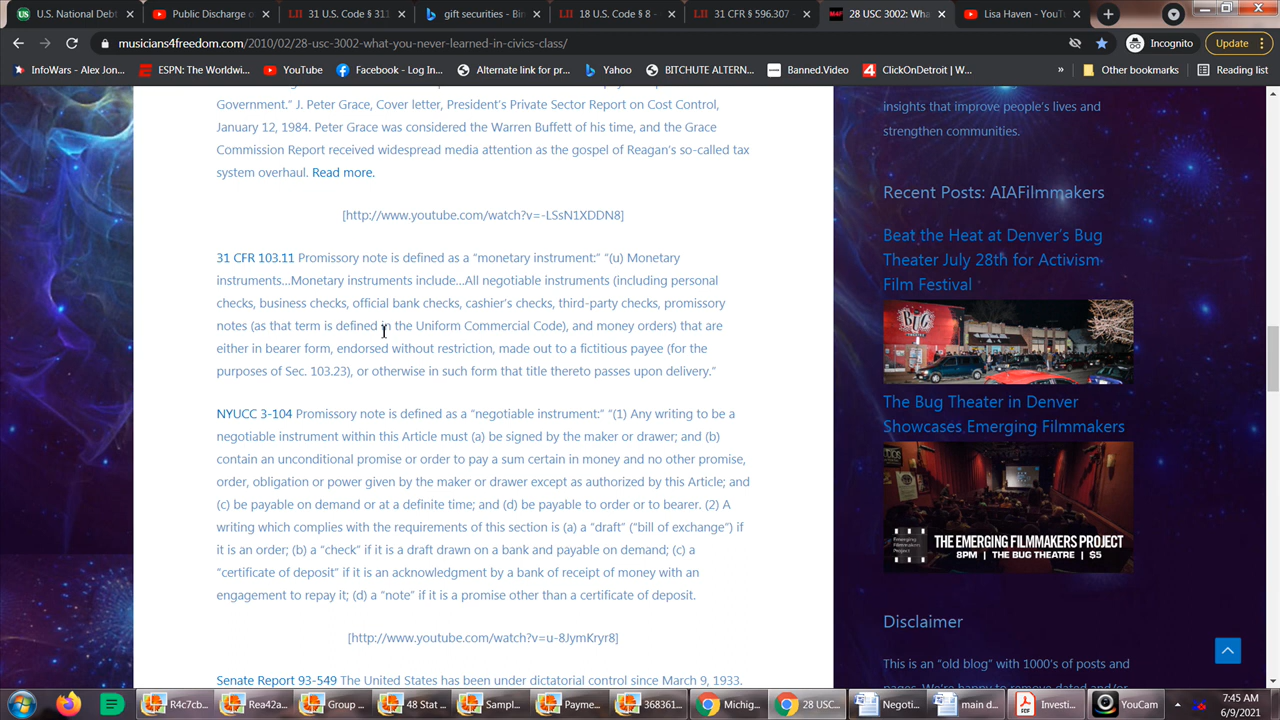 U.S. National Debt
Public Discharge o
31 U.S. Code § 311
gift securities - Bi
18 U.S. Code § 8 -
31 CFR § 596.307
28 USC 3002: Wh
Lisa Haven - YouT
musicians4freedom.com/2010/02/28-usc-3002-what-you-never-learned-in-civics-class/
Incognito
Update
InfoWars - Alex Jon...
ESPN: The Worldwi...
YouTube
Facebook - Log In...
Alternate link for pr...
Yahoo
BITCHUTE ALTERN...
Banned.Video
ClickOnDetroit | W...
»
Other bookmarks
Reading list
Government.” J. Peter Grace, Cover letter, President’s Private Sector Report on Cost Control,
January 12, 1984. Peter Grace was considered the Warren Buffett of his time, and the Grace
Commission Report received widespread media attention as the gospel of Reagan’s so-called tax
system overhaul. Read more.
[http://www.youtube.com/watch?v=-LSsN1XDDN8]
31 CFR 103.11 Promissory note is defined as a “monetary instrument:” “(u) Monetary
instruments…Monetary instruments include…All negotiable instruments (including personal
checks, business checks, official bank checks, cashier’s checks, third-party checks, promissory
notes (as that term is defined in the Uniform Commercial Code), and money orders) that are
either in bearer form, endorsed without restriction, made out to a fictitious payee (for the
purposes of Sec. 103.23), or otherwise in such form that title thereto passes upon delivery.”
NYUCC 3-104 Promissory note is defined as a “negotiable instrument:” “(1) Any writing to be a
negotiable instrument within this Article must (a) be signed by the maker or drawer; and (b)
contain an unconditional promise or order to pay a sum certain in money and no other promise,
order, obligation or power given by the maker or drawer except as authorized by this Article; and
(c) be payable on demand or at a definite time; and (d) be payable to order or to bearer. (2) A
writing which complies with the requirements of this section is (a) a “draft” (“bill of exchange”) if
it is an order; (b) a “check” if it is a draft drawn on a bank and payable on demand; (c) a
“certificate of deposit” if it is an acknowledgment by a bank of receipt of money with an
engagement to repay it; (d) a “note” if it is a promise other than a certificate of deposit.
[http://www.youtube.com/watch?v=u-8JymKryr8]
Senate Report 93-549 The United States has been under dictatorial control since March 9, 1933.
insights that improve people’s lives and
strengthen communities.
Recent Posts: AIAFilmmakers
Beat the Heat at Denver’s Bug
Theater July 28th for Activism
Film Festival
BUG
The Bug Theater in Denver
Showcases Emerging Filmmakers
Emerging
Filmmakers
Project
THE EMERGING FILMMAKERS PROJECT
8PM | THE BUG THEATRE | $5
Disclaimer
This is an “old blog” with 1000’s of posts and
R4c7cb...
Ra42a...
Group ...
08 Sut ...
Sampl...
Payme...
368361...
Michig...
28 USC...
Negoti...
main d...
Investi...
YouCam
7:45 AM
6/9/2021